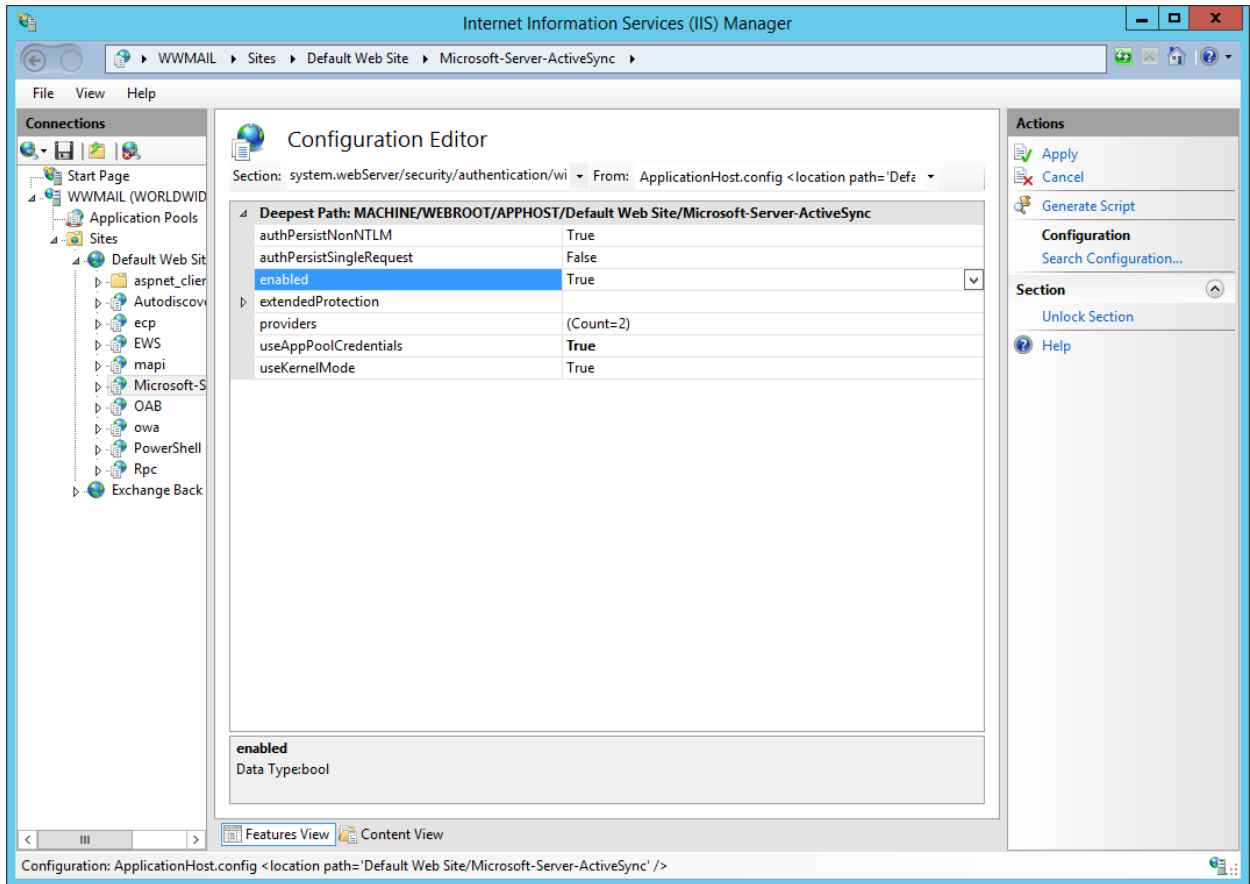 Internet Information Services (IIS) Manager
WWMAIL Sites Default Web Site Microsoft-Server-ActiveSync
File View Help
Connections
Start Page
WWMAIL (WORLDWID
Application Pools
Sites
Default Web Sit
aspnet_clien
Autodiscove
ecp
EWS
mapi
Microsoft-S
OAB
owa
PowerShell
Rpc
Exchange Back
Configuration Editor
Section: system.webServer/security/authentication/wi From: ApplicationHost.config <location path='Defa
Deepest Path: MACHINE/WEBROOT/APPHOST/Default Web Site/Microsoft-Server-ActiveSync
authPersistNonNTLM True
authPersistSingleRequest False
enabled True
extendedProtection
providers (Count=2)
useAppPoolCredentials True
useKernelMode True
enabled
Data Type:bool
Features View Content View
Actions
Apply
Cancel
Generate Script
Configuration
Search Configuration...
Section
Unlock Section
Help
Configuration: ApplicationHost.config <location path='Default Web Site/Microsoft-Server-ActiveSync' />